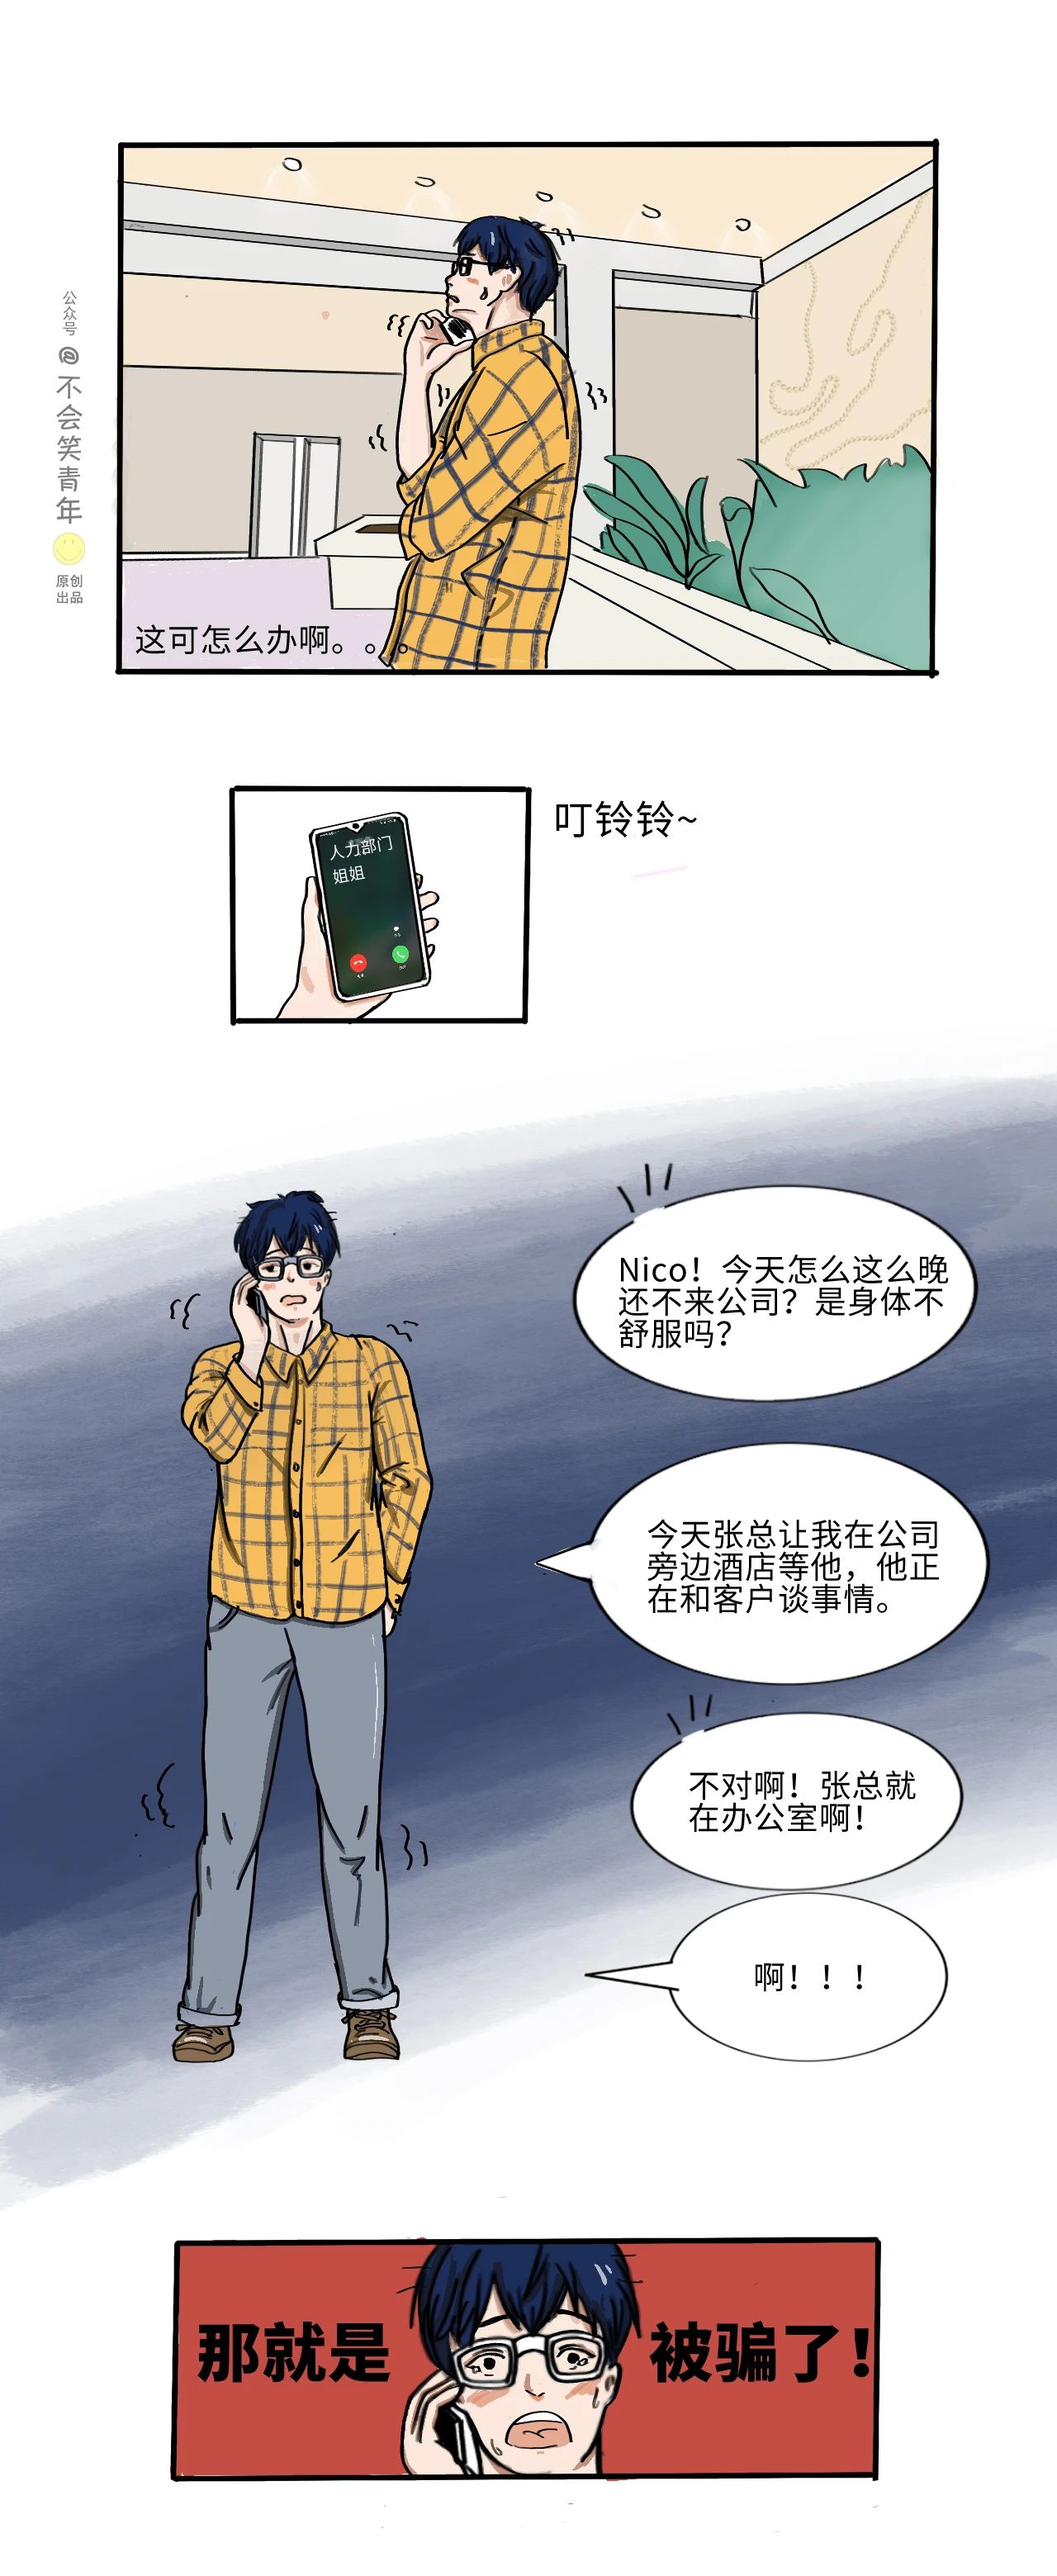 公众号
@不会笑青年
原创
出品
这可怎么办啊。。。
叮铃铃~
人力部门
姐姐
Nico！今天怎么这么晚
还不来公司？是身体不
舒服吗？
今天张总让我在公司
旁边酒店等他，他正
在和客户谈事情。
不对啊！张总就
在办公室啊！
啊！！！
那就是
被骗了！